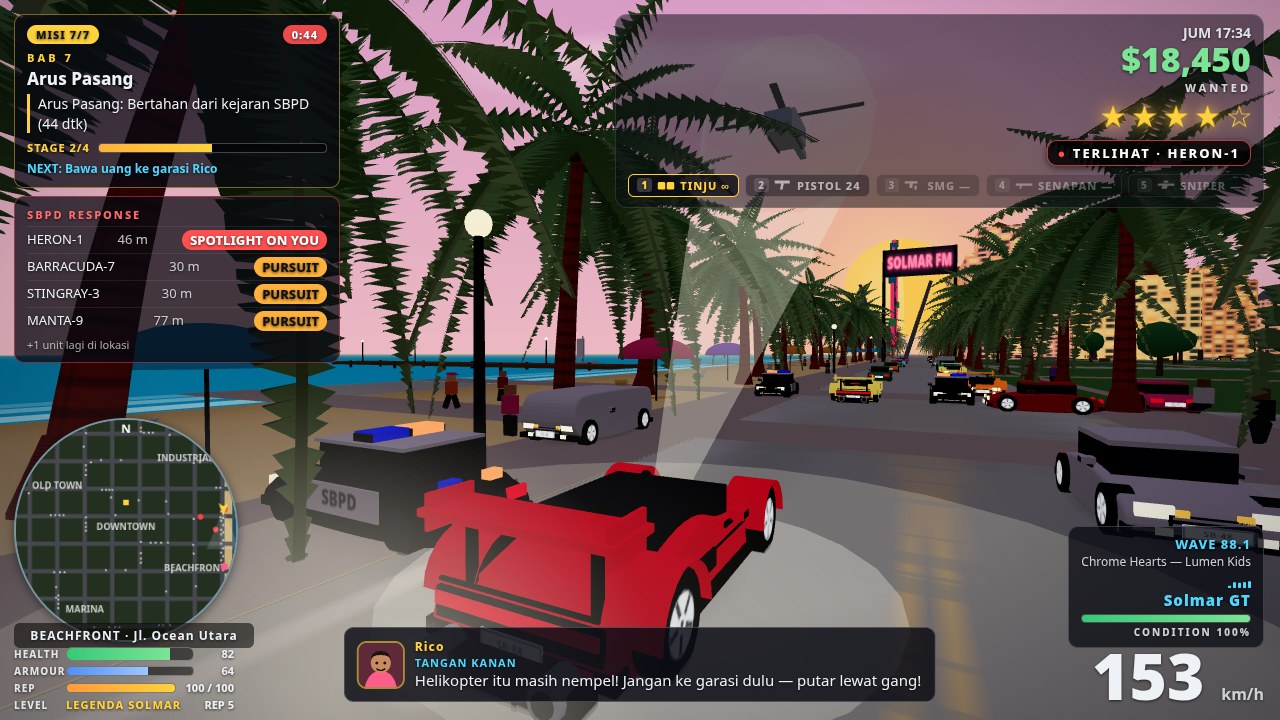 MISI 7/7
0:44
BAB 7
Arus Pasang
Arus Pasang: Bertahan dari kejaran SBPD
(44 dtk)
STAGE 2/4
NEXT: Bawa uang ke garasi Rico
SBPD RESPONSE
HERON-1 46 m SPOTLIGHT ON YOU
BARRACUDA-7 30 m PURSUIT
STINGRAY-3 30 m PURSUIT
MANTA-9 77 m PURSUIT
+1 unit lagi di lokasi
JUM 17:34
$18,450
WANTED
TERLIHAT · HERON-1
1 TINJU ∞
2 PISTOL 24
3 SMG —
4 SENAPAN —
5 SNIPER
SOLMAR FM
SBPD
N
INDUSTRIAL
OLD TOWN
DOWNTOWN
BEACHFRONT
MARINA
BEACHFRONT · Jl. Ocean Utara
HEALTH 82
ARMOUR 64
REP 100 / 100
LEVEL LEGENDA SOLMAR REP 5
Rico
TANGAN KANAN
Helikopter itu masih nempel! Jangan ke garasi dulu — putar lewat gang!
WAVE 88.1
Chrome Hearts — Lumen Kids
Solmar GT
CONDITION 100%
153 km/h